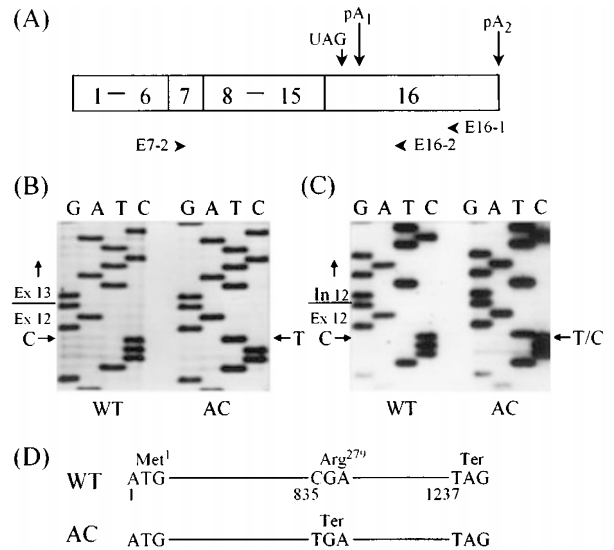 (A)
pA1
pA2
UAG
1 – 6 7 8 – 15 16
E16-1
E7-2 E16-2
(B) (C)
G A T C G A T C G A T C G A T C
Ex 13 In 12
Ex 12 Ex 12
C T C T/C
WT AC WT AC
(D)
Met1 Arg279 Ter
WT ATG CGA TAG
1 835 1237
Ter
AC ATG TGA TAG